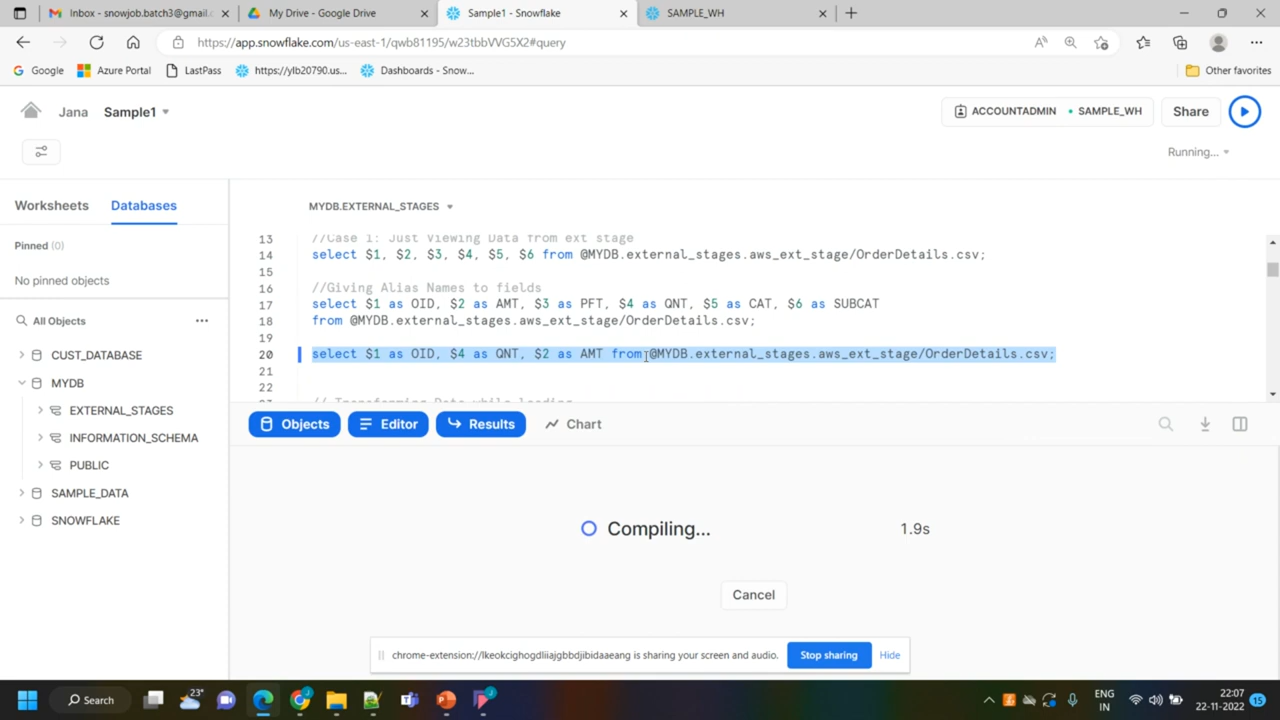 Inbox - snowjob.batch3@gmail.c
My Drive - Google Drive
Sample1 - Snowflake
SAMPLE_WH
https://app.snowflake.com/us-east-1/qwb81195/w23tbbVVG5X2#query
Google
Azure Portal
LastPass
https://ylb20790.us...
Dashboards - Snow...
Other favorites
Jana
Sample1
ACCOUNTADMIN
SAMPLE_WH
Share
Running...
Worksheets
Databases
MYDB.EXTERNAL_STAGES
Pinned (0)
No pinned objects
All Objects
CUST_DATABASE
MYDB
EXTERNAL_STAGES
INFORMATION_SCHEMA
PUBLIC
SAMPLE_DATA
SNOWFLAKE
13 //Case 1: Just Viewing Data from ext stage
14 select $1, $2, $3, $4, $5, $6 from @MYDB.external_stages.aws_ext_stage/OrderDetails.csv;
15
16 //Giving Alias Names to fields
17 select $1 as OID, $2 as AMT, $3 as PFT, $4 as QNT, $5 as CAT, $6 as SUBCAT
18 from @MYDB.external_stages.aws_ext_stage/OrderDetails.csv;
19
20 select $1 as OID, $4 as QNT, $2 as AMT from @MYDB.external_stages.aws_ext_stage/OrderDetails.csv;
21
22
// Transforming Data while loading
Objects
Editor
Results
Chart
Compiling...
1.9s
Cancel
chrome-extension://lkeokcighogdliiajgbbdjibidaaeang is sharing your screen and audio.
Stop sharing
Hide
Search
23°
ENG
IN
22:07
22-11-2022
15